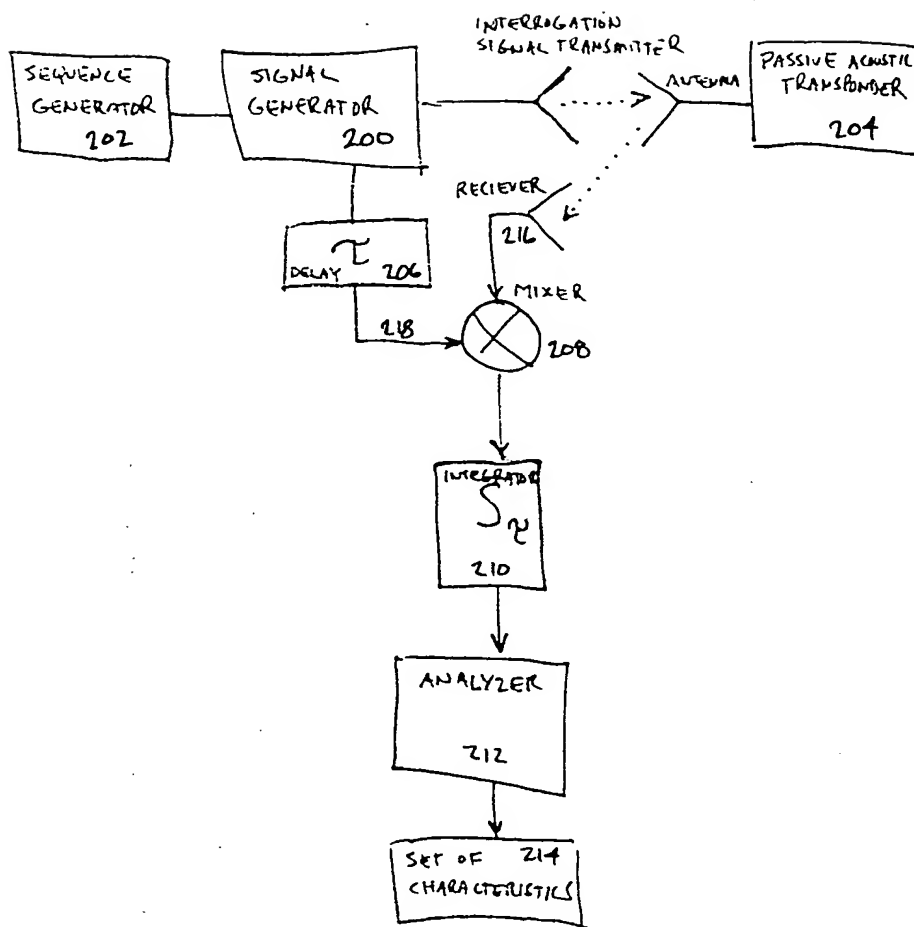 INTERROGATION
SIGNAL TRANSMITTER
SEQUENCE
GENERATOR
202
SIGNAL
GENERATOR
200
ANTENNA
PASSIVE ACOUSTIC
TRANSPONDER
204
RECIEVER
216
τ
DELAY 206
MIXER
218
208
INTEGRATOR
∫τ
210
ANALYZER
212
SET OF 214
CHARACTERISTICS